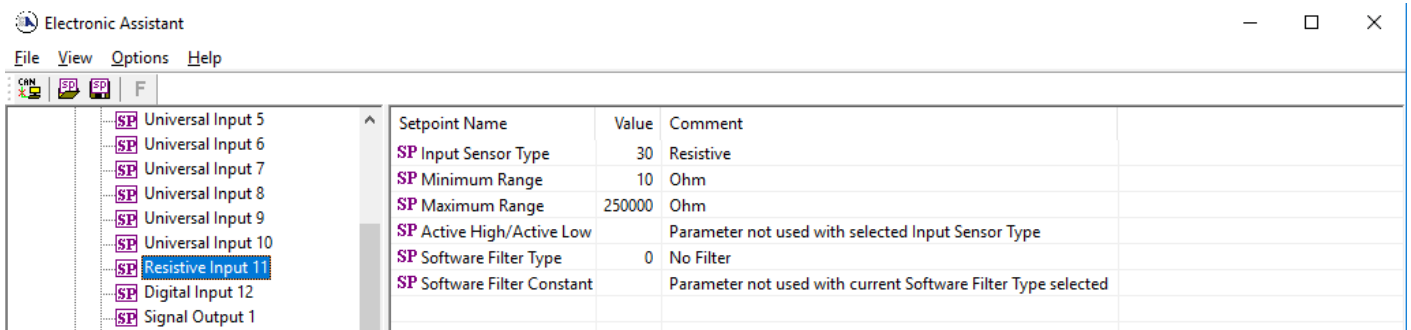 Electronic Assistant
File View Options Help
CAN SP SP F
SP Universal Input 5
SP Universal Input 6
SP Universal Input 7
SP Universal Input 8
SP Universal Input 9
SP Universal Input 10
SP Resistive Input 11
SP Digital Input 12
SP Signal Output 1
Setpoint Name Value Comment
SP Input Sensor Type 30 Resistive
SP Minimum Range 10 Ohm
SP Maximum Range 250000 Ohm
SP Active High/Active Low Parameter not used with selected Input Sensor Type
SP Software Filter Type 0 No Filter
SP Software Filter Constant Parameter not used with current Software Filter Type selected